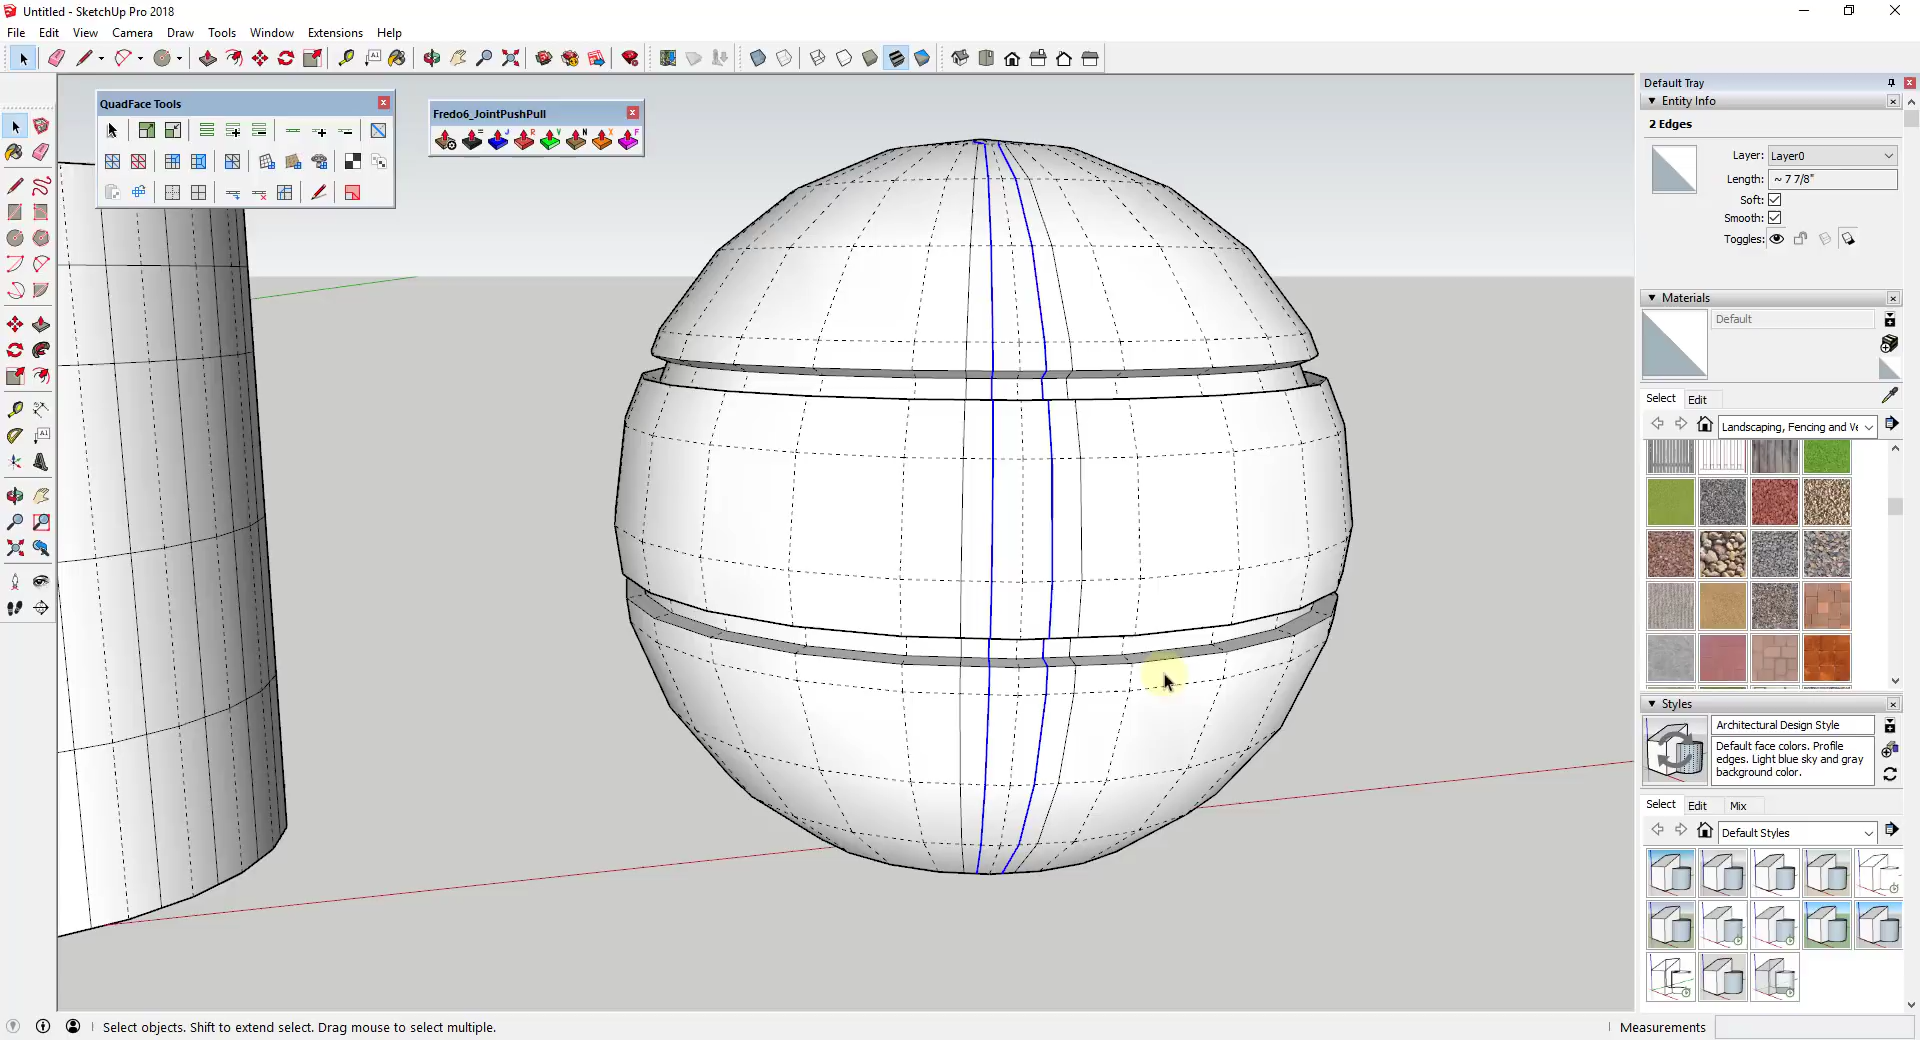 Untitled - SketchUp Pro 2018
File Edit View Camera Draw Tools Window Extensions Help
QuadFace Tools
Fredo6_JointPushPull
Default Tray
Entity Info
2 Edges
Layer: Layer0
Length: ~ 7 7/8"
Soft:
Smooth:
Toggles:
Materials
Default
Select Edit
Landscaping, Fencing and Ve
Styles
Architectural Design Style
Default face colors. Profile
edges. Light blue sky and gray
background color.
Select Edit Mix
Default Styles
Select objects. Shift to extend select. Drag mouse to select multiple.
Measurements